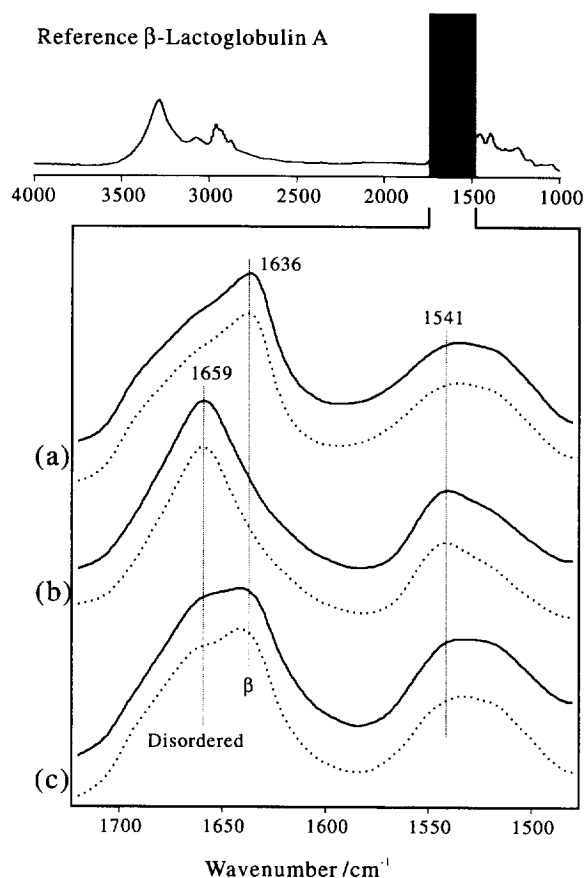 Reference β-Lactoglobulin A
4000 3500 3000 2500 2000 1500 1000
1636
1541
1659
(a)
(b)
β
Disordered
(c)
1700 1650 1600 1550 1500
Wavenumber /cm⁻¹